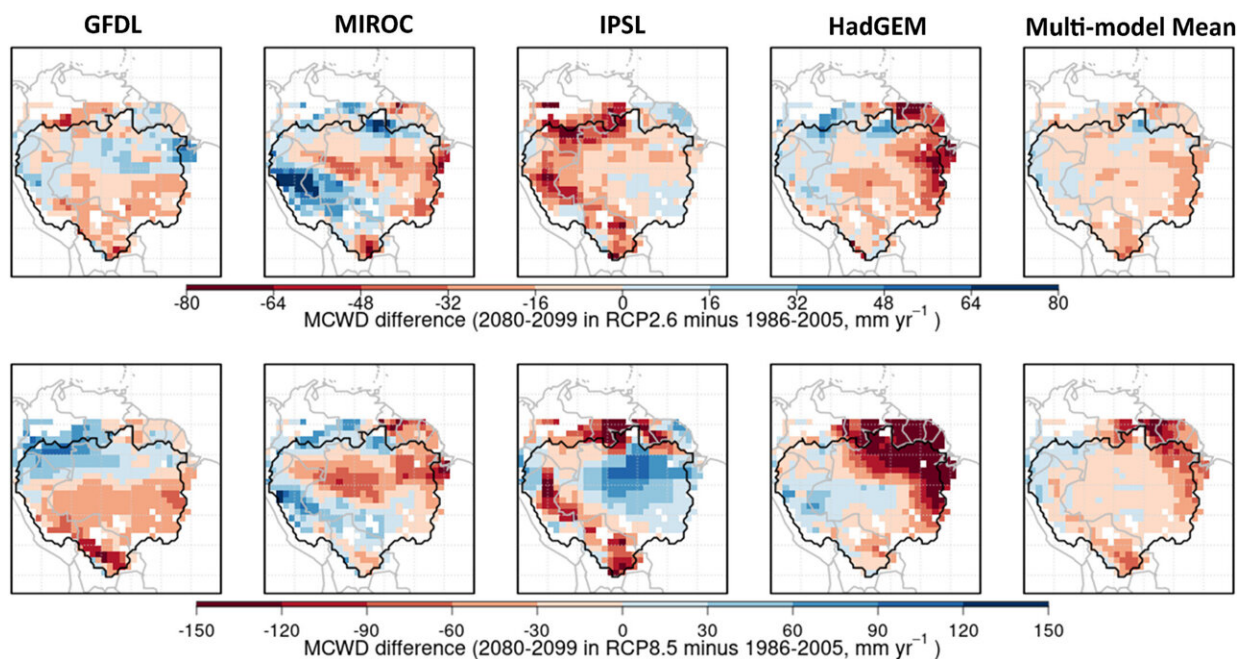 GFDL MIROC IPSL HadGEM Multi-model Mean
-80 -64 -48 -32 -16 0 16 32 48 64 80
MCWD difference (2080-2099 in RCP2.6 minus 1986-2005, mm yr⁻¹ )
-150 -120 -90 -60 -30 0 30 60 90 120 150
MCWD difference (2080-2099 in RCP8.5 minus 1986-2005, mm yr⁻¹ )